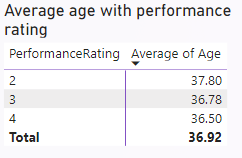 Average age with performance
rating
PerformanceRating Average of Age
2 37.80
3 36.78
4 36.50
Total 36.92